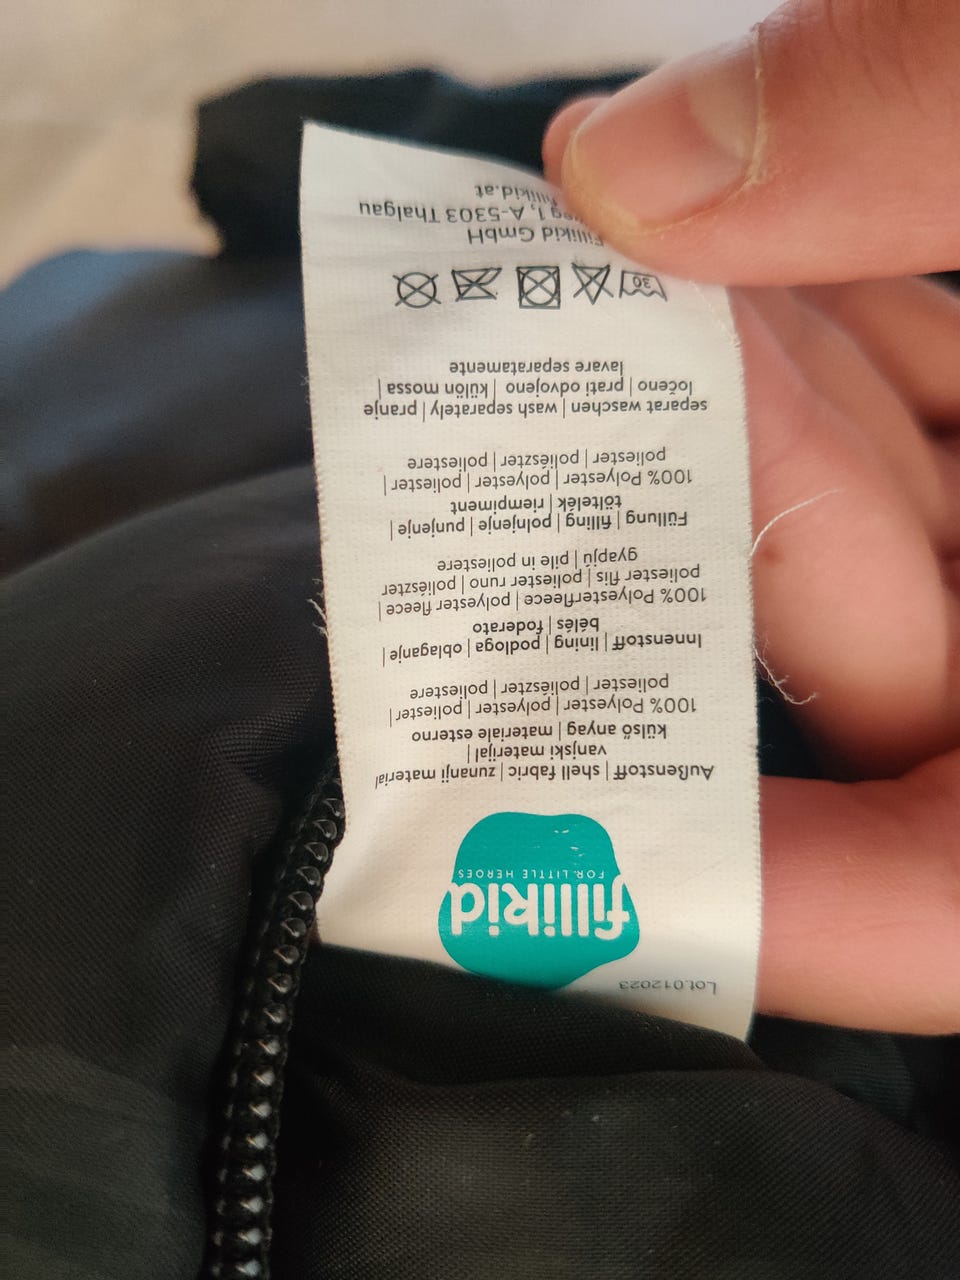 Lot.012023
fillikid
FOR LITTLE HEROES
Außenstoff | shell fabric | zunanji material
vanjski materijal |
külső anyag | materiale esterno
100% Polyester | polyester | poliester |
poliester | poliészter | poliestere
Innenstoff | lining | podloga | oblaganje |
bélés | foderato
100% Polyesterfleece | polyester fleece |
poliester flis | poliester runo | poliészter
gyapjú | pile in poliestere
Füllung | filling | polnjenje | punjenje |
töltelék | riempiment
100% Polyester | polyester | poliester |
poliester | poliészter | poliestere
separat waschen | wash separately | pranje
ločeno | prati odvojeno | külön mossa |
lavare separatamente
30
Fillikid GmbH
1, A-5303 Thalgau
fillikid.at